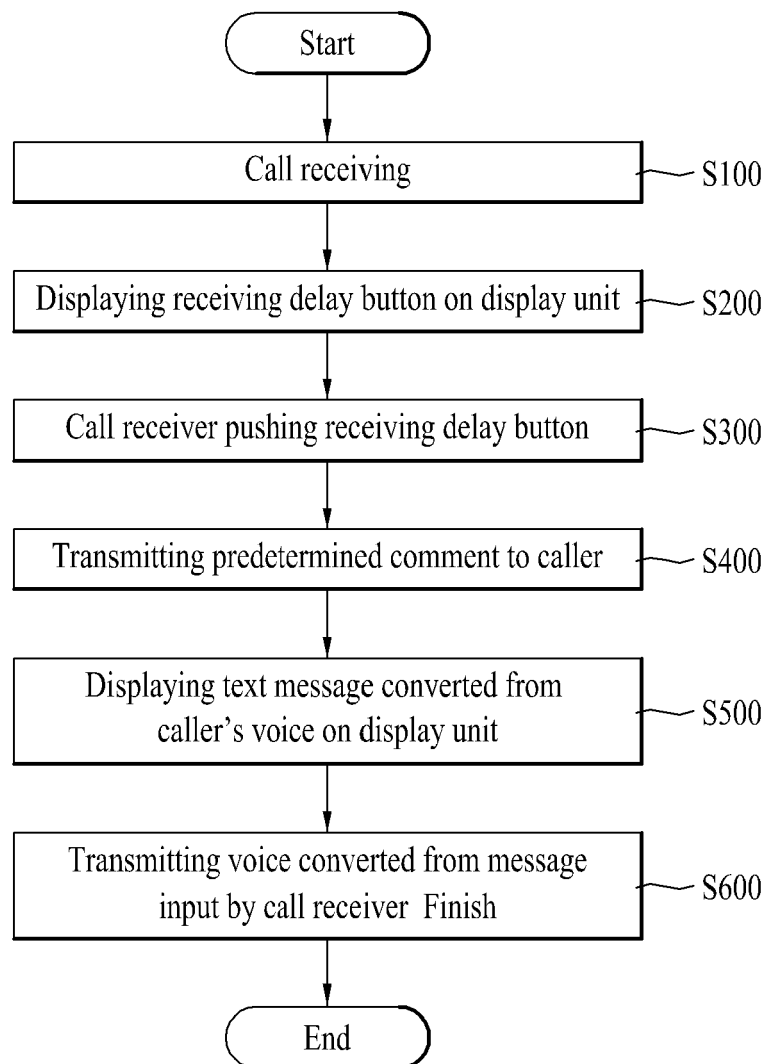 Start
Call receiving
S100
Displaying receiving delay button on display unit
S200
Call receiver pushing receiving delay button
S300
Transmitting predetermined comment to caller
S400
Displaying text message converted from
caller's voice on display unit
S500
Transmitting voice converted from message
input by call receiver Finish
S600
End